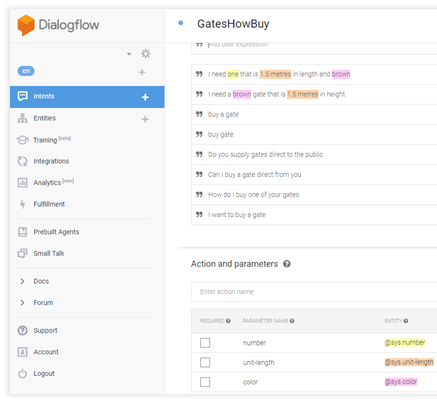 Dialogflow
GatesHowBuy
Add user expression
en
I need one that is 1.5 metres in length and brown
I need a brown gate that is 1.5 metres in height
buy a gate
buy gate
Do you supply gates direct to the public
Can I buy a gate direct from you
How do I buy one of your gates
I want to buy a gate
Intents
Entities
Training [beta]
Integrations
Analytics [new]
Fulfillment
Prebuilt Agents
Small Talk
Docs
Forum
Support
Account
Logout
Action and parameters
Enter action name
REQUIRED PARAMETER NAME ENTITY
number @sys.number
unit-length @sys.unit-length
color @sys.color